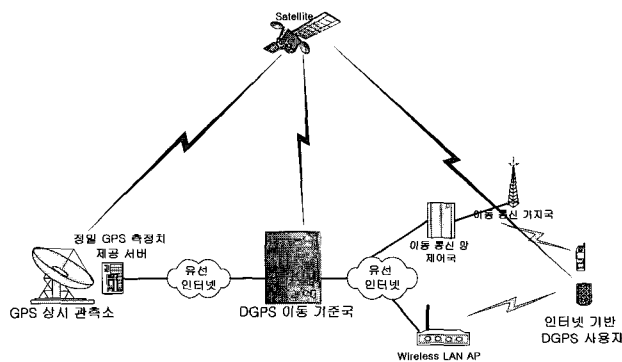 Satellite
정밀 GPS 측정치
제공 서버
GPS 상시 관측소
유선
인터넷
DGPS 이동 기준국
유선
인터넷
이동 통신 망
제어국
이동 통신 기지국
Wireless LAN AP
인터넷 기반
DGPS 사용자